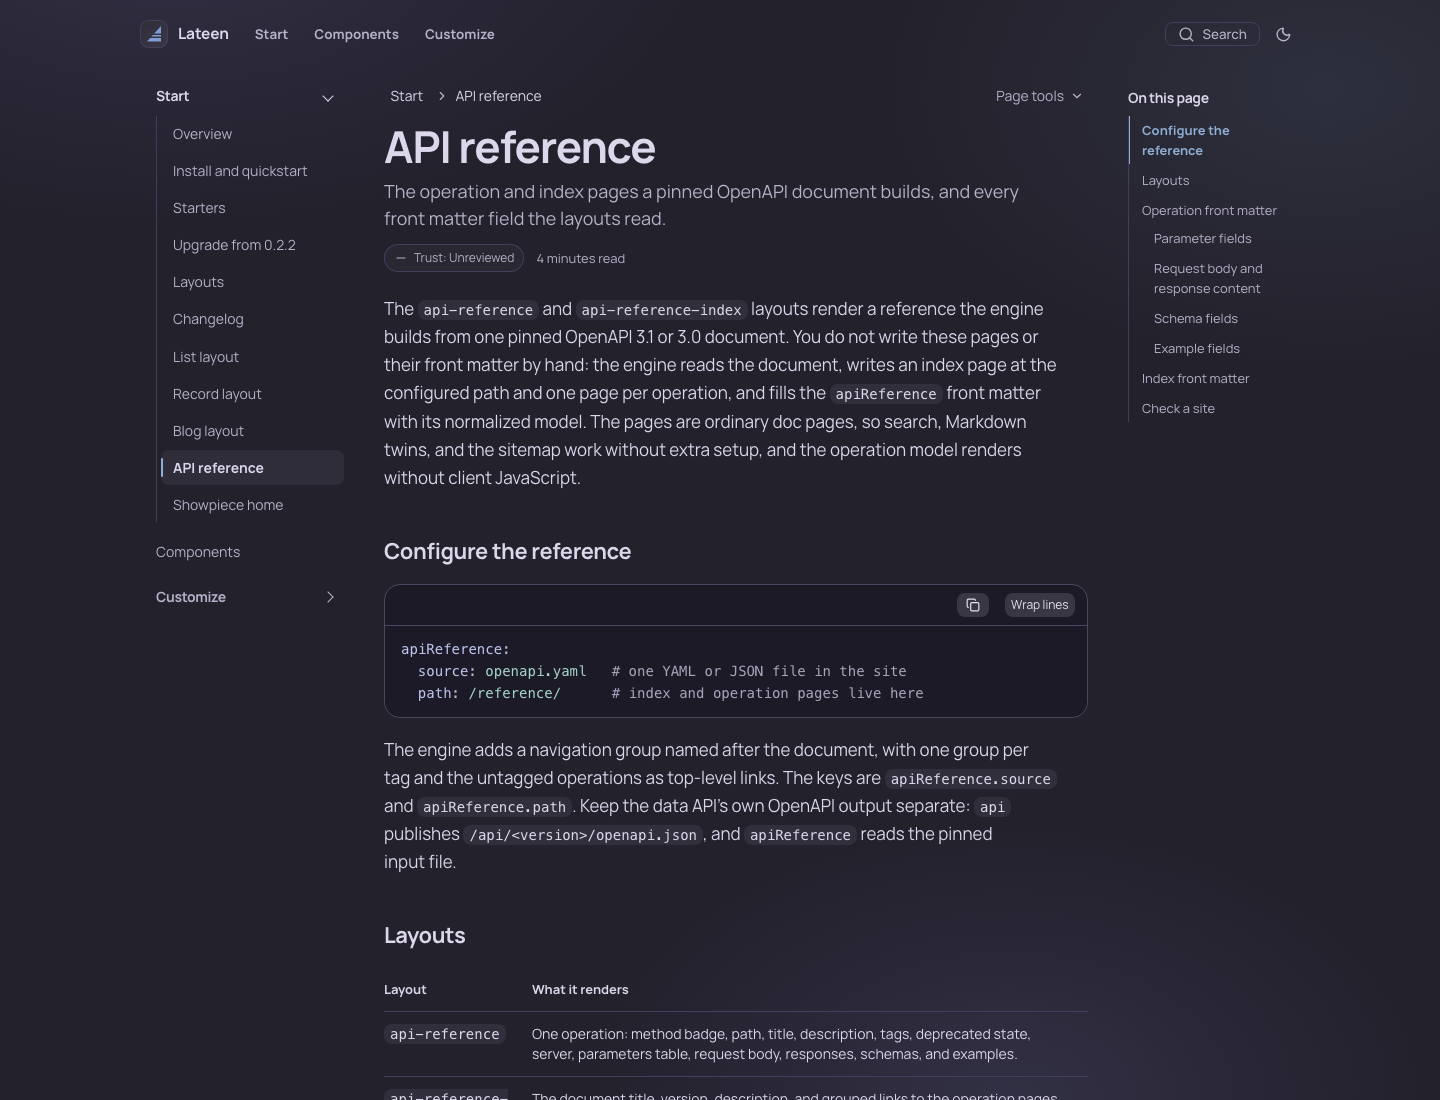 Lateen
Start
Components
Customize
Search
Start
Overview
Install and quickstart
Starters
Upgrade from 0.2.2
Layouts
Changelog
List layout
Record layout
Blog layout
API reference
Showpiece home
Components
Customize
Start > API reference
Page tools
API reference
The operation and index pages a pinned OpenAPI document builds, and every
front matter field the layouts read.
— Trust: Unreviewed
4 minutes read
The api-reference and api-reference-index layouts render a reference the engine
builds from one pinned OpenAPI 3.1 or 3.0 document. You do not write these pages or
their front matter by hand: the engine reads the document, writes an index page at the
configured path and one page per operation, and fills the apiReference front matter
with its normalized model. The pages are ordinary doc pages, so search, Markdown
twins, and the sitemap work without extra setup, and the operation model renders
without client JavaScript.
Configure the reference
Wrap lines
apiReference:
  source: openapi.yaml   # one YAML or JSON file in the site
  path: /reference/      # index and operation pages live here
The engine adds a navigation group named after the document, with one group per
tag and the untagged operations as top-level links. The keys are apiReference.source
and apiReference.path. Keep the data API’s own OpenAPI output separate: api
publishes /api/<version>/openapi.json, and apiReference reads the pinned
input file.
Layouts
Layout
What it renders
api-reference
One operation: method badge, path, title, description, tags, deprecated state,
server, parameters table, request body, responses, schemas, and examples.
api-reference-
The document title, version, description, and grouped links to the operation pages
On this page
Configure the
reference
Layouts
Operation front matter
Parameter fields
Request body and
response content
Schema fields
Example fields
Index front matter
Check a site